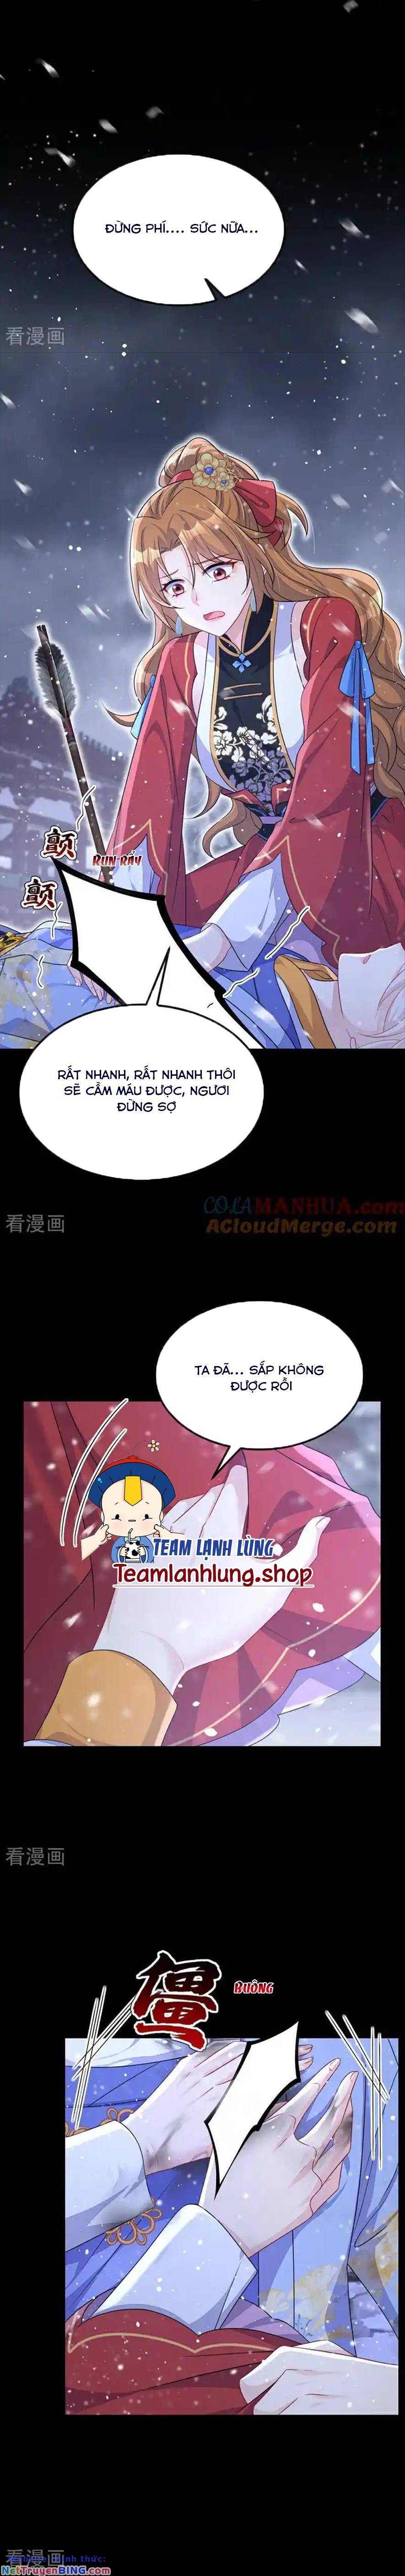 ĐỪNG PHÍ.... SỨC NỮA...
看漫画
颤
RUN RẨY
颤
RẤT NHANH, RẤT NHANH THÔI
SẼ CẦM MÁU ĐƯỢC, NGƯƠI
ĐỪNG SỢ
COLAMANHUA.COM
ACloudMerge.com
看漫画
TA ĐÃ... SẮP KHÔNG
ĐƯỢC RỒI
TEAM LẠNH LÙNG
Teamlanhlung.shop
看漫画
僵
BUÔNG
看漫画
NetTruyenBING.com